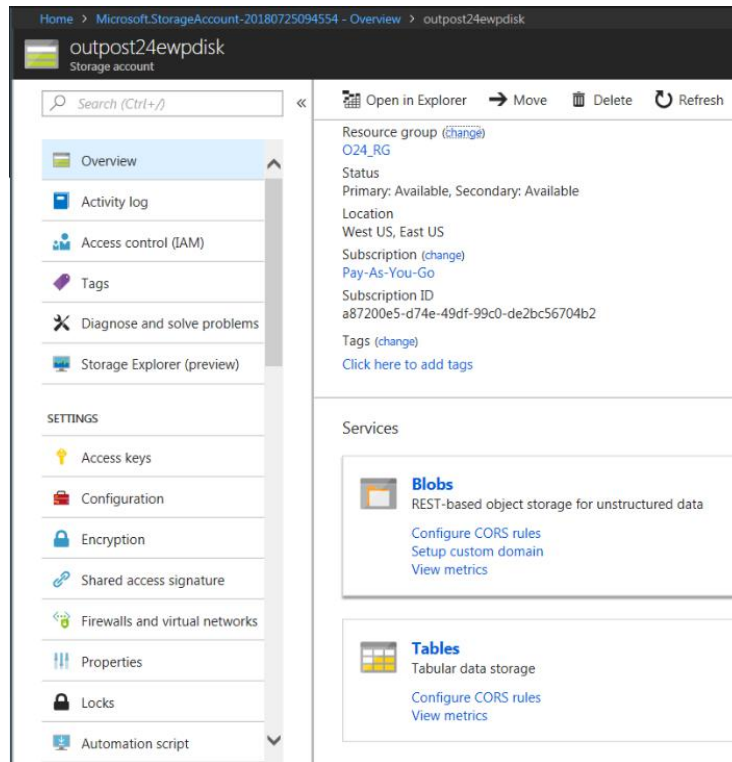 Home > Microsoft.StorageAccount-20180725094554 - Overview > outpost24ewpdisk
outpost24ewpdisk
Storage account
Search (Ctrl+/)
«
Overview
Activity log
Access control (IAM)
Tags
Diagnose and solve problems
Storage Explorer (preview)
SETTINGS
Access keys
Configuration
Encryption
Shared access signature
Firewalls and virtual networks
Properties
Locks
Automation script
Open in Explorer Move Delete Refresh
Resource group (change)
O24_RG
Status
Primary: Available, Secondary: Available
Location
West US, East US
Subscription (change)
Pay-As-You-Go
Subscription ID
a87200e5-d74e-49df-99c0-de2bc56704b2
Tags (change)
Click here to add tags
Services
Blobs
REST-based object storage for unstructured data
Configure CORS rules
Setup custom domain
View metrics
Tables
Tabular data storage
Configure CORS rules
View metrics